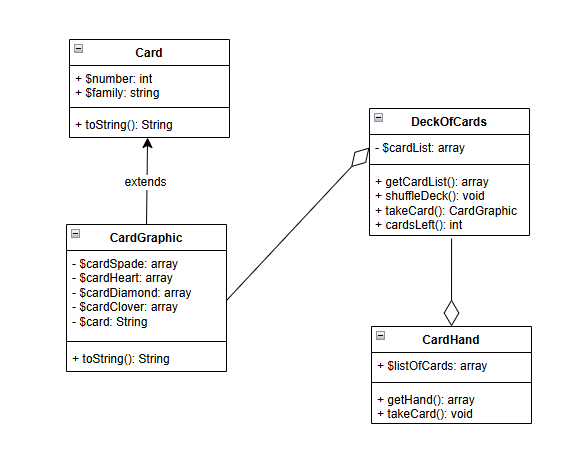 Card
+ $number: int
+ $family: string
+ toString(): String
extends
CardGraphic
- $cardSpade: array
- $cardHeart: array
- $cardDiamond: array
- $cardClover: array
- $card: String
+ toString(): String
DeckOfCards
- $cardList: array
+ getCardList(): array
+ shuffleDeck(): void
+ takeCard(): CardGraphic
+ cardsLeft(): int
CardHand
+ $listOfCards: array
+ getHand(): array
+ takeCard(): void